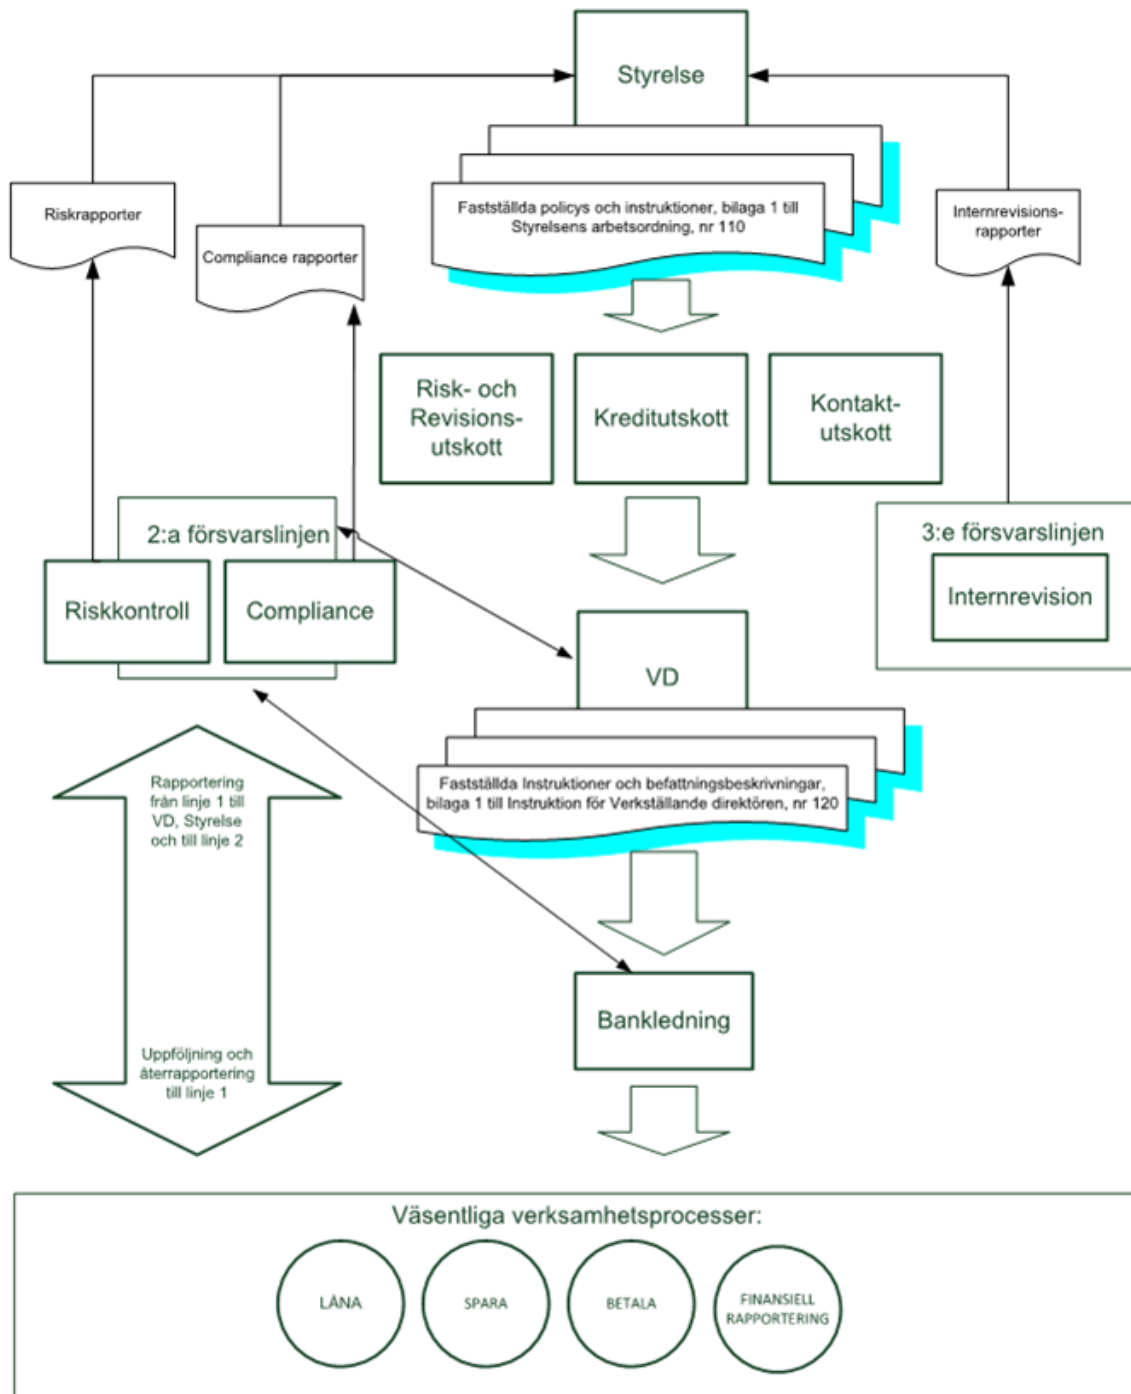 Styrelse
Fastställda policys och instruktioner, bilaga 1 till
Styrelsens arbetsordning, nr 110
Riskrapporter
Compliance rapporter
Internrevisions-
rapporter
Risk- och
Revisions-
utskott
Kreditutskott
Kontakt-
utskott
2:a försvarslinjen
Riskkontroll
Compliance
3:e försvarslinjen
Internrevision
VD
Fastställda Instruktioner och befattningsbeskrivningar,
bilaga 1 till Instruktion för Verkställande direktören, nr 120
Rapportering
från linje 1 till
VD, Styrelse
och till linje 2
Uppföljning och
återrapportering
till linje 1
Bankledning
Väsentliga verksamhetsprocesser:
LÅNA
SPARA
BETALA
FINANSIELL
RAPPORTERING